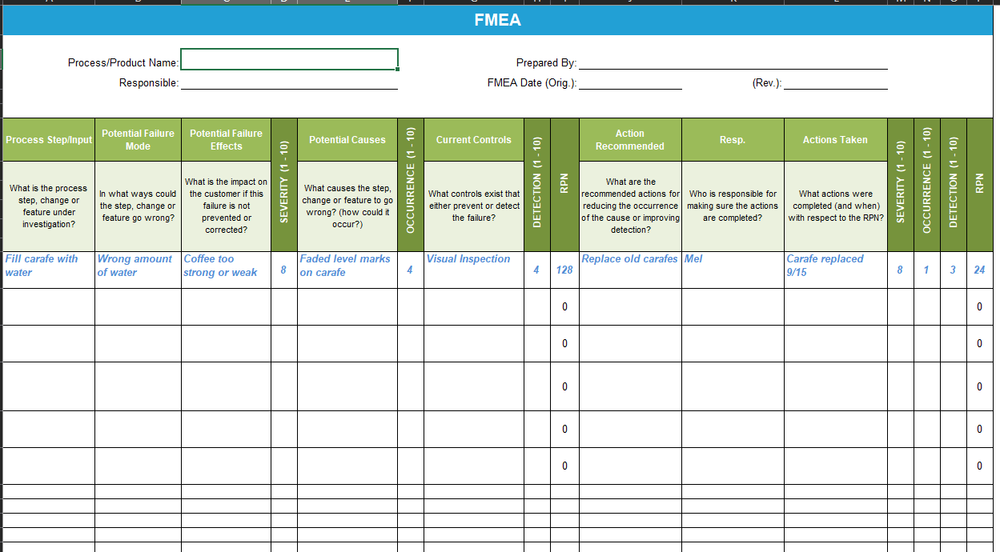 FMEA
Process/Product Name:
Prepared By:
Responsible:
FMEA Date (Orig.):
(Rev.):
Process Step/Input
Potential Failure
Mode
Potential Failure
Effects
SEVERITY (1 - 10)
Potential Causes
OCCURRENCE (1 - 10)
Current Controls
DETECTION (1 - 10)
RPN
Action
Recommended
Resp.
Actions Taken
SEVERITY (1 - 10)
OCCURRENCE (1 - 10)
DETECTION (1 - 10)
RPN
What is the process
step, change or
feature under
investigation?
In what ways could
the step, change or
feature go wrong?
What is the impact on
the customer if this
failure is not
prevented or
corrected?
What causes the step,
change or feature to go
wrong? (how could it
occur?)
What controls exist that
either prevent or detect
the failure?
What are the
recommended actions for
reducing the occurrence
of the cause or improving
detection?
Who is responsible for
making sure the actions
are completed?
What actions were
completed (and when)
with respect to the RPN?
Fill carafe with
water
Wrong amount
of water
Coffee too
strong or weak
8
Faded level marks
on carafe
4
Visual Inspection
4
128
Replace old carafes
Mel
Carafe replaced
9/15
8
1
3
24
0
0
0
0
0
0
0
0
0
0